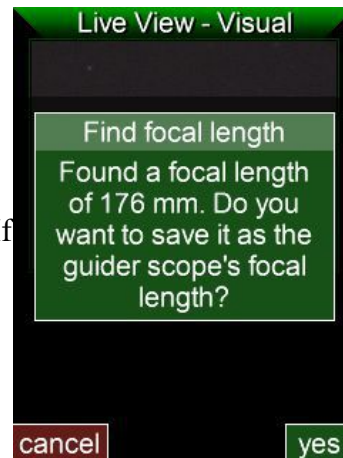 Live View - Visual
Find focal length
Found a focal length
of 176 mm. Do you
want to save it as the
guider scope's focal
length?
cancel
yes